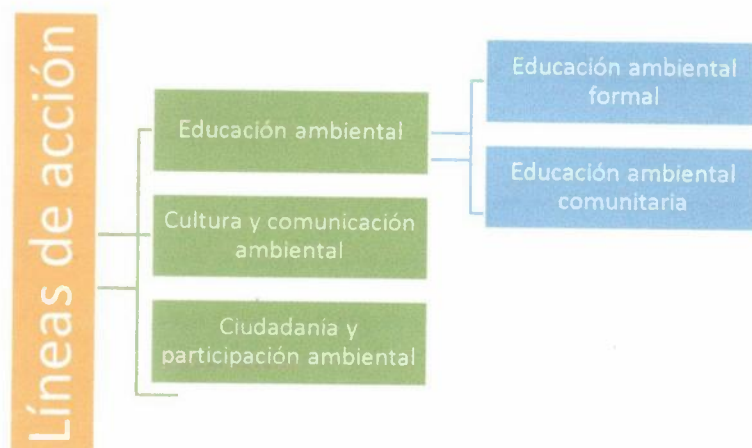 Líneas de acción
Educación ambiental
Cultura y comunicación
ambiental
Ciudadanía y
participación ambiental
Educación ambiental
formal
Educación ambiental
comunitaria